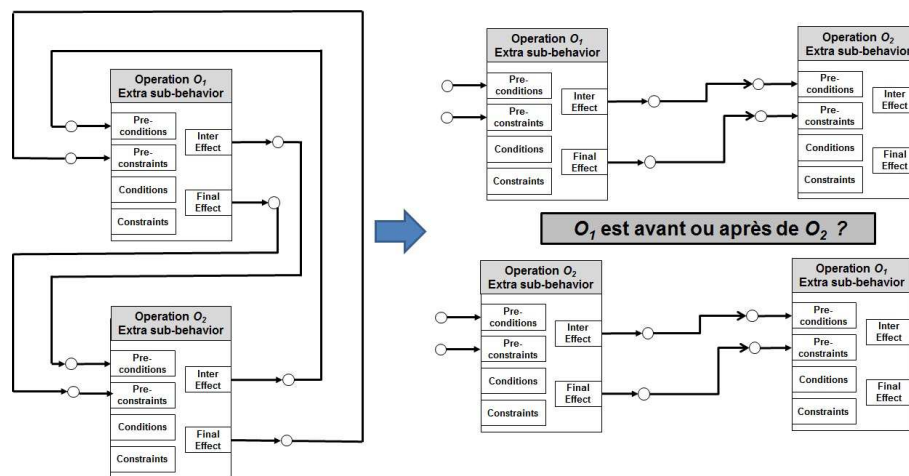 Operation O1
Extra sub-behavior
Pre-
conditions
Inter
Effect
Pre-
constraints
Conditions
Final
Effect
Constraints
Operation O2
Extra sub-behavior
Pre-
conditions
Inter
Effect
Pre-
constraints
Conditions
Final
Effect
Constraints
Operation O1
Extra sub-behavior
Pre-
conditions
Inter
Effect
Pre-
constraints
Conditions
Final
Effect
Constraints
Operation O2
Extra sub-behavior
Pre-
conditions
Inter
Effect
Pre-
constraints
Conditions
Final
Effect
Constraints
O1 est avant ou après de O2 ?
Operation O2
Extra sub-behavior
Pre-
conditions
Inter
Effect
Pre-
constraints
Conditions
Final
Effect
Constraints
Operation O1
Extra sub-behavior
Pre-
conditions
Inter
Effect
Pre-
constraints
Conditions
Final
Effect
Constraints